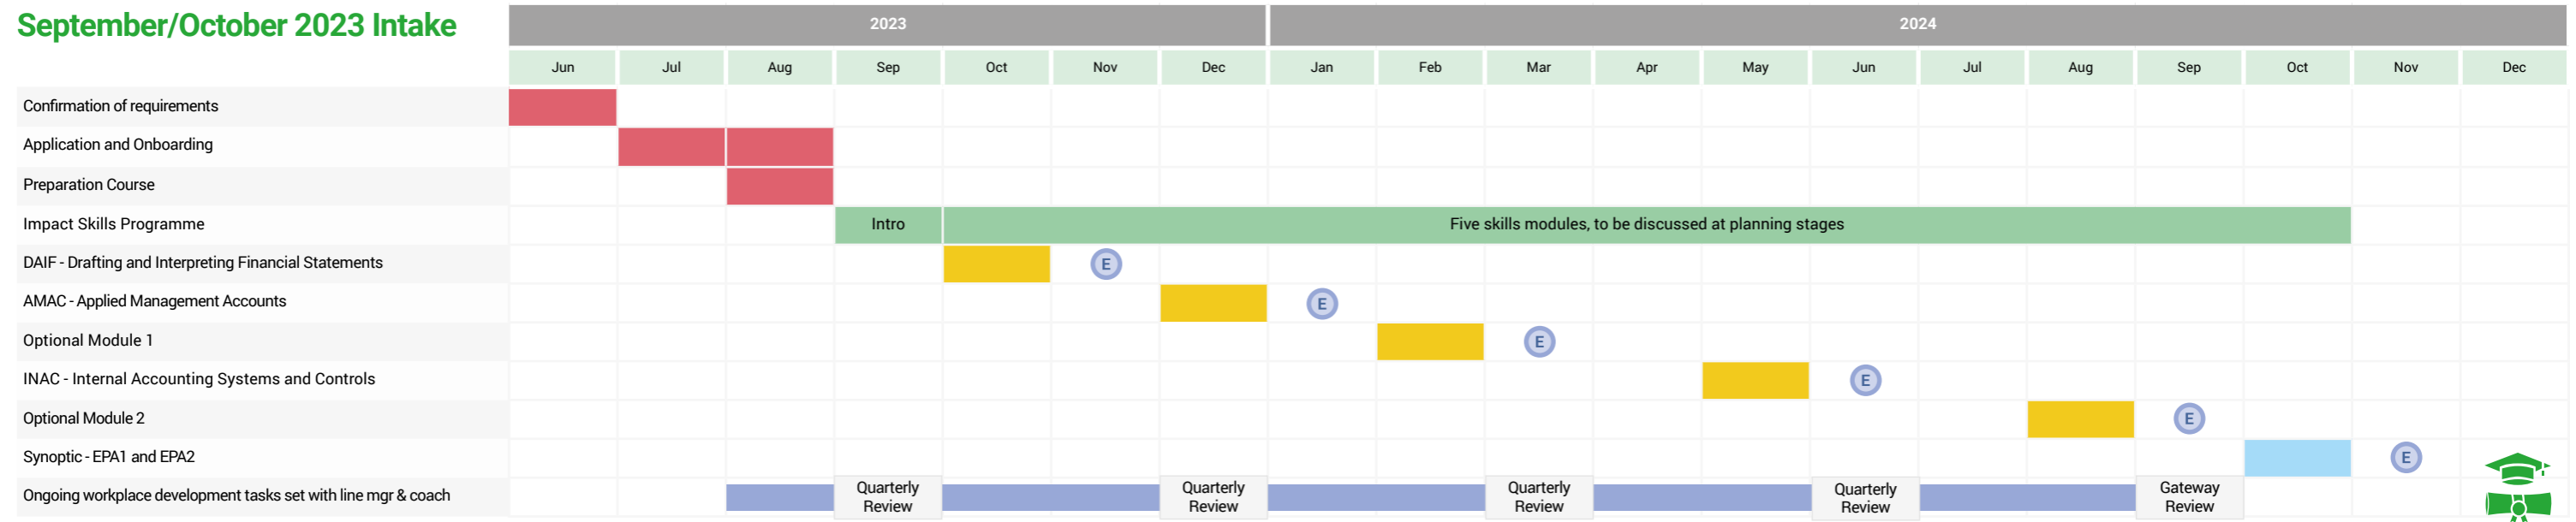 September/October 2023 Intake
2023 2024
Jun Jul Aug Sep Oct Nov Dec Jan Feb Mar Apr May Jun Jul Aug Sep Oct Nov Dec
Confirmation of requirements
Application and Onboarding
Preparation Course
Impact Skills Programme Intro Five skills modules, to be discussed at planning stages
DAIF - Drafting and Interpreting Financial Statements E
AMAC - Applied Management Accounts E
Optional Module 1 E
INAC - Internal Accounting Systems and Controls E
Optional Module 2 E
Synoptic - EPA1 and EPA2 E
Ongoing workplace development tasks set with line mgr & coach
Quarterly Quarterly Quarterly Quarterly Gateway
Review Review Review Review Review